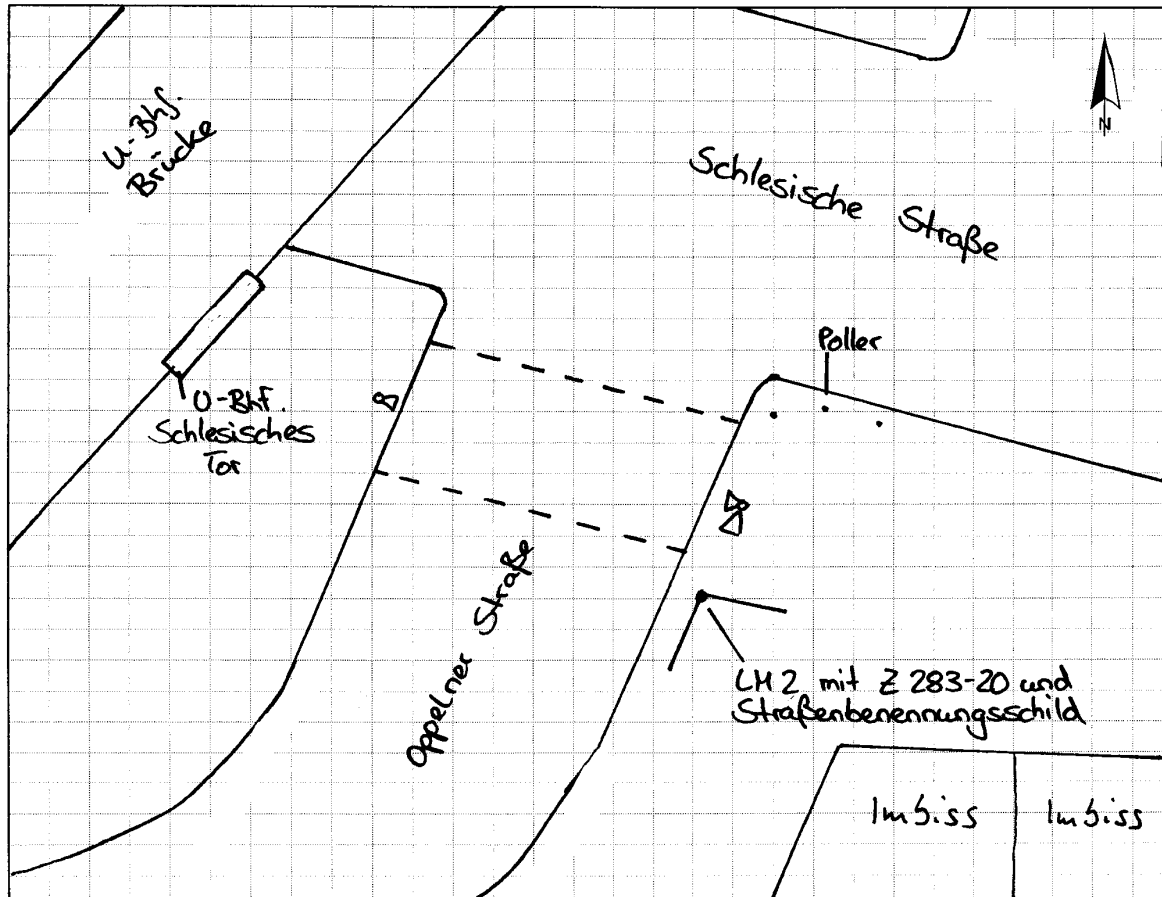 U-Bhf.
Brücke
N
Schlesische Straße
Poller
U-Bhf.
Schlesisches
Tor
Oppelner Straße
LM 2 mit Z 283-20 und
Straßenbenennungsschild
Imbiss
Imbiss